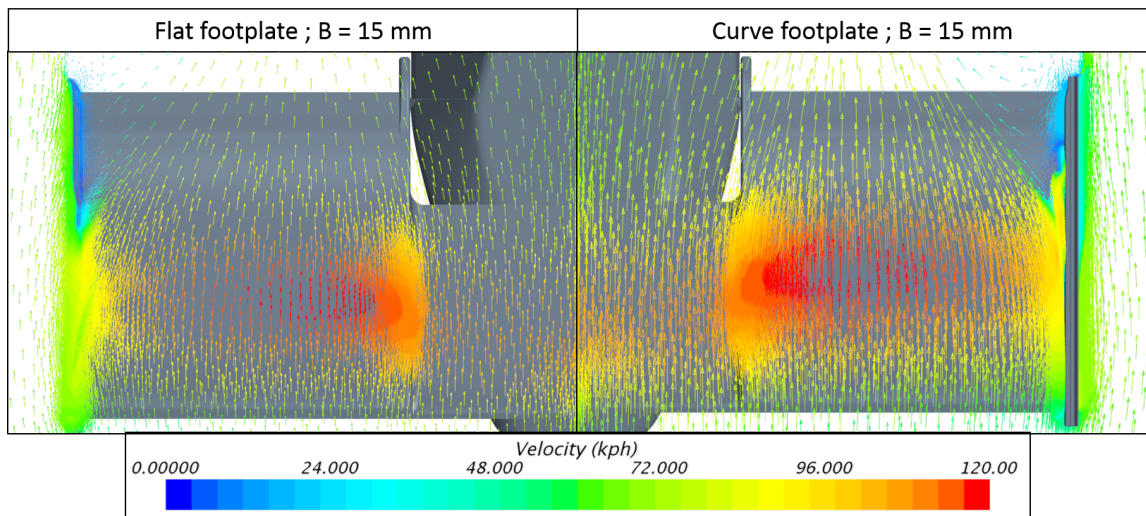 Flat footplate ; B = 15 mm
Curve footplate ; B = 15 mm
Velocity (kph)
0.00000 24.000 48.000 72.000 96.000 120.00